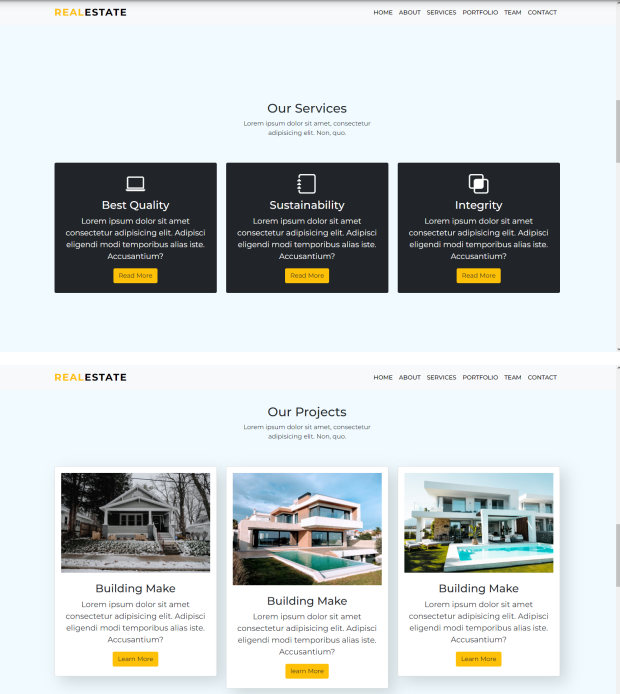 REALESTATE
HOME ABOUT SERVICES PORTFOLIO TEAM CONTACT
Our Services
Lorem ipsum dolor sit amet, consectetur
adipisicing elit. Non, quo.
Best Quality
Lorem ipsum dolor sit amet
consectetur adipisicing elit. Adipisci
eligendi modi temporibus alias iste.
Accusantium?
Read More
Sustainability
Lorem ipsum dolor sit amet
consectetur adipisicing elit. Adipisci
eligendi modi temporibus alias iste.
Accusantium?
Read More
Integrity
Lorem ipsum dolor sit amet
consectetur adipisicing elit. Adipisci
eligendi modi temporibus alias iste.
Accusantium?
Read More
REALESTATE
HOME ABOUT SERVICES PORTFOLIO TEAM CONTACT
Our Projects
Lorem ipsum dolor sit amet, consectetur
adipisicing elit. Non, quo.
Building Make
Lorem ipsum dolor sit amet
consectetur adipisicing elit. Adipisci
eligendi modi temporibus alias iste.
Accusantium?
Learn More
Building Make
Lorem ipsum dolor sit amet
consectetur adipisicing elit. Adipisci
eligendi modi temporibus alias iste.
Accusantium?
learn More
Building Make
Lorem ipsum dolor sit amet
consectetur adipisicing elit. Adipisci
eligendi modi temporibus alias iste.
Accusantium?
Learn More